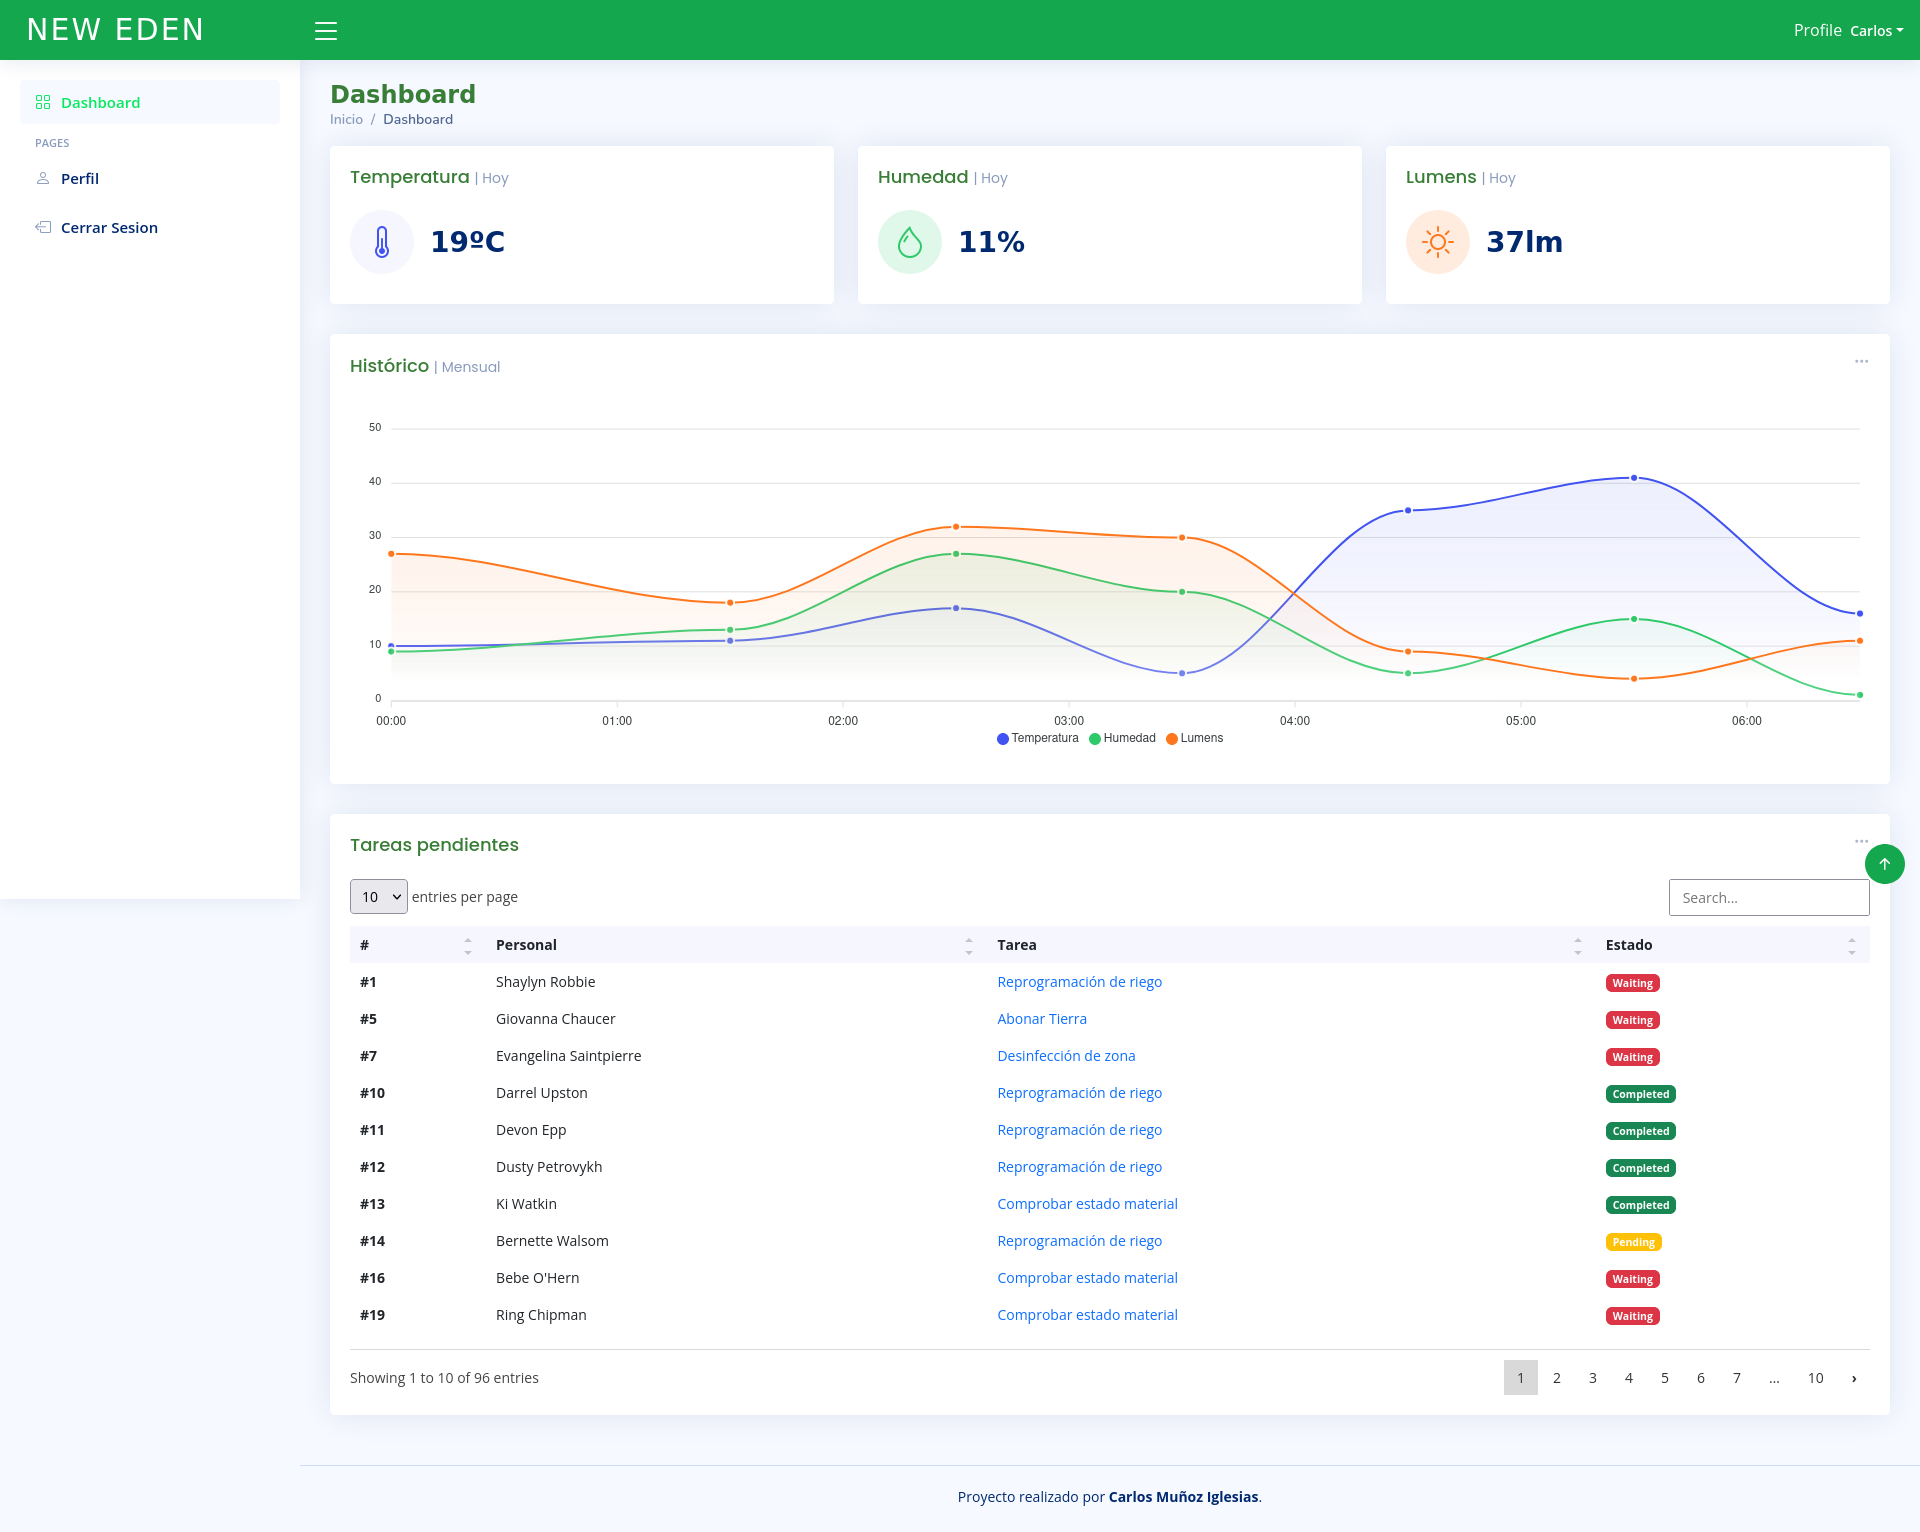 NEW EDEN
Profile Carlos
Dashboard
PAGES
Perfil
Cerrar Sesion
Dashboard
Inicio / Dashboard
Temperatura | Hoy
19ºC
Humedad | Hoy
11%
Lumens | Hoy
37lm
Histórico | Mensual
50
40
30
20
10
0
00:00 01:00 02:00 03:00 04:00 05:00 06:00
Temperatura Humedad Lumens
Tareas pendientes
10 entries per page
Search...
# Personal Tarea Estado
#1 Shaylyn Robbie Reprogramación de riego Waiting
#5 Giovanna Chaucer Abonar Tierra Waiting
#7 Evangelina Saintpierre Desinfección de zona Waiting
#10 Darrel Upston Reprogramación de riego Completed
#11 Devon Epp Reprogramación de riego Completed
#12 Dusty Petrovykh Reprogramación de riego Completed
#13 Ki Watkin Comprobar estado material Completed
#14 Bernette Walsom Reprogramación de riego Pending
#16 Bebe O'Hern Comprobar estado material Waiting
#19 Ring Chipman Comprobar estado material Waiting
Showing 1 to 10 of 96 entries
1 2 3 4 5 6 7 ... 10 ›
Proyecto realizado por Carlos Muñoz Iglesias.